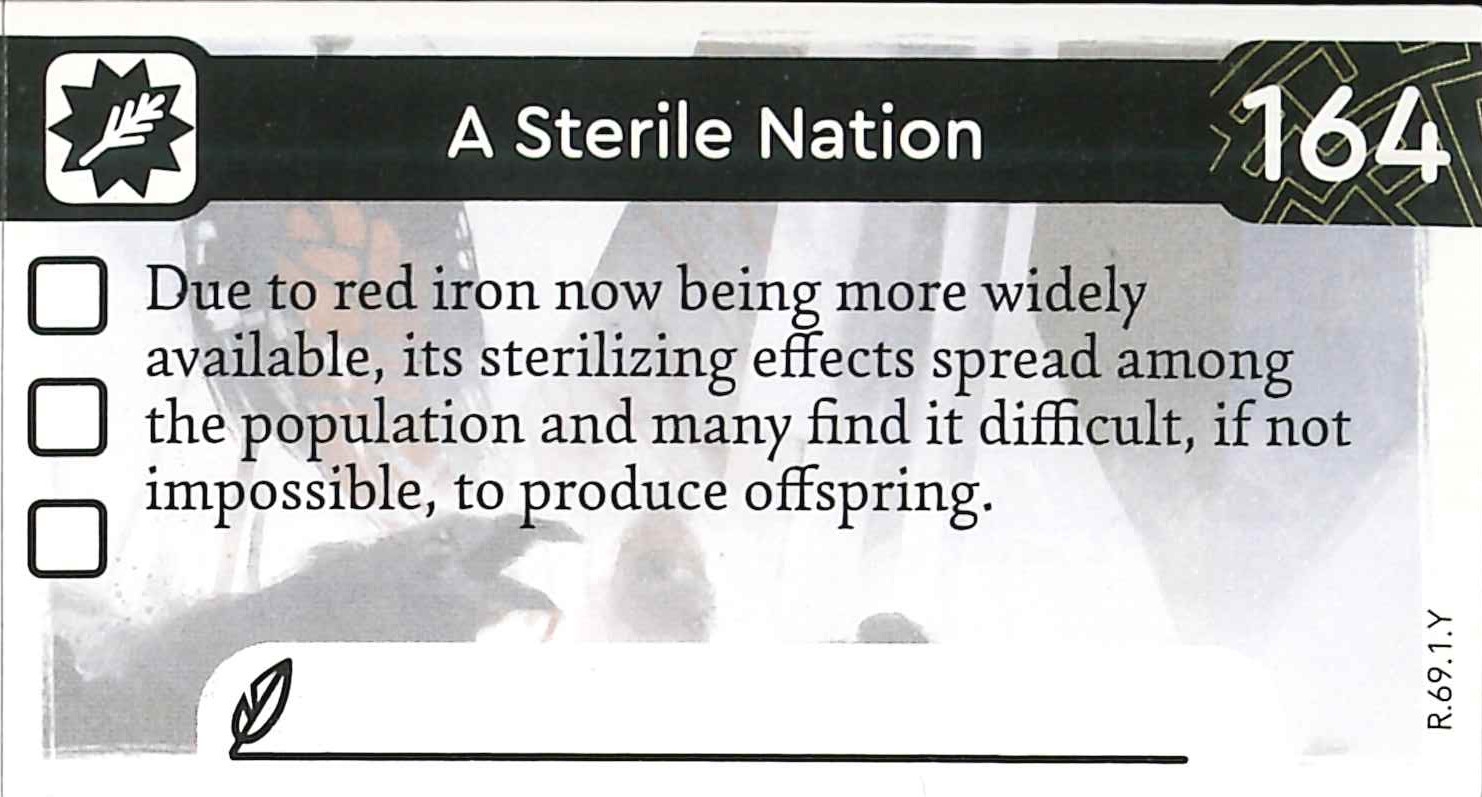 A Sterile Nation
164
Due to red iron now being more widely
available, its sterilizing effects spread among
the population and many find it difficult, if not
impossible, to produce offspring.
R.69.1.Y